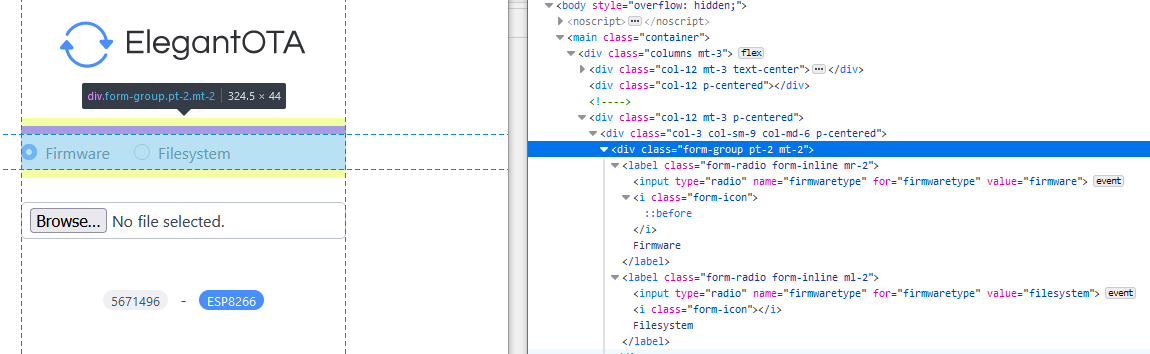 ElegantOTA
div.form-group.pt-2.mt-2 | 324.5 × 44
Firmware Filesystem
Browse... No file selected.
5671496 - ESP8266
<body style="overflow: hidden;">
<noscript>⋯</noscript>
<main class="container">
<div class="columns mt-3"> flex
<div class="col-12 mt-3 text-center">⋯</div>
<div class="col-12 p-centered"></div>
<!---->
<div class="col-12 mt-3 p-centered">
<div class="col-3 col-sm-9 col-md-6 p-centered">
<div class="form-group pt-2 mt-2">
<label class="form-radio form-inline mr-2">
<input type="radio" name="firmwaretype" for="firmwaretype" value="firmware"> event
<i class="form-icon">
::before
</i>
Firmware
</label>
<label class="form-radio form-inline ml-2">
<input type="radio" name="firmwaretype" for="firmwaretype" value="filesystem"> event
<i class="form-icon"></i>
Filesystem
</label>